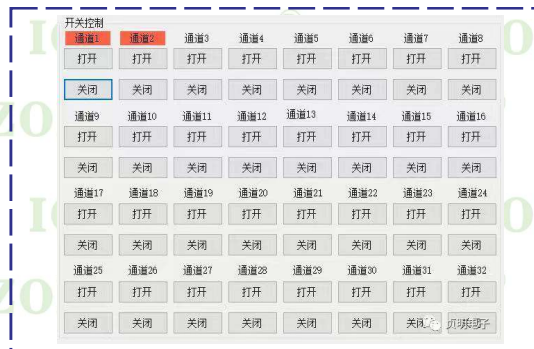 开关控制
通道1 通道2 通道3 通道4 通道5 通道6 通道7 通道8
打开 打开 打开 打开 打开 打开 打开 打开
关闭 关闭 关闭 关闭 关闭 关闭 关闭 关闭
通道9 通道10 通道11 通道12 通道13 通道14 通道15 通道16
打开 打开 打开 打开 打开 打开 打开 打开
关闭 关闭 关闭 关闭 关闭 关闭 关闭 关闭
通道17 通道18 通道19 通道20 通道21 通道22 通道23 通道24
打开 打开 打开 打开 打开 打开 打开 打开
关闭 关闭 关闭 关闭 关闭 关闭 关闭 关闭
通道25 通道26 通道27 通道28 通道29 通道30 通道31 通道32
打开 打开 打开 打开 打开 打开 打开 打开
关闭 关闭 关闭 关闭 关闭 关闭